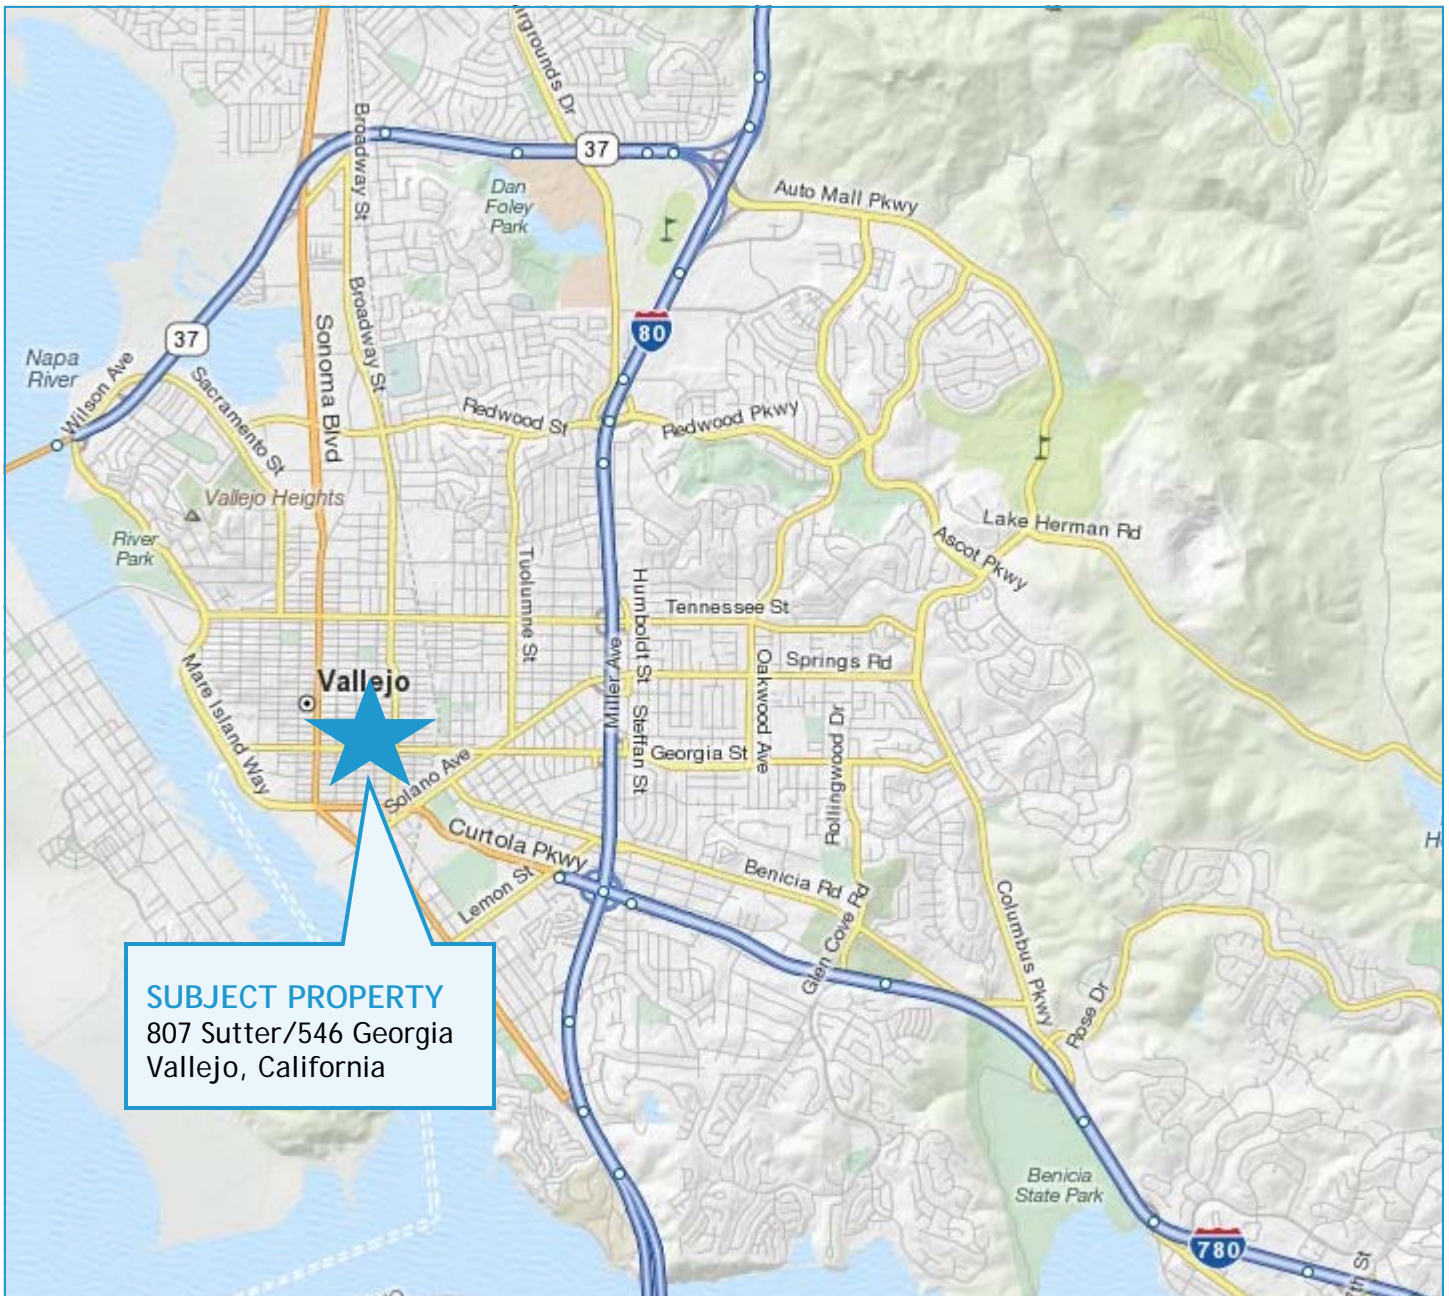 rgrounds Dr
37
Broadway St
Auto Mall Pkwy
Dan
Foley
Park
Broadway St
80
37
Sonoma Blvd
Napa
River
Wilson Ave
Sacramento St
Redwood St
Redwood Pkwy
Vallejo Heights
River
Park
Lake Herman Rd
Ascot Pkwy
Tuolumne St
Humboldt St
Tennessee St
Miller Ave
Oakwood Ave
Springs Rd
Vallejo
Mare Island Way
Steffan St
Georgia St
Rollingwood Dr
Solano Ave
Curtola Pkwy
Lemon St
Benicia Rd
Glen Cove Rd
Columbus Pkwy
Rose Dr
H
SUBJECT PROPERTY
807 Sutter/546 Georgia
Vallejo, California
Benicia
State Park
780
7th St